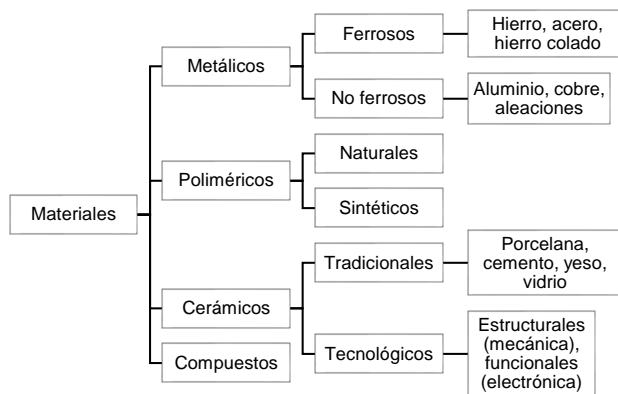 Materiales
Metálicos
Ferrosos
Hierro, acero,
hierro colado
No ferrosos
Aluminio, cobre,
aleaciones
Poliméricos
Naturales
Sintéticos
Cerámicos
Tradicionales
Porcelana,
cemento, yeso,
vidrio
Tecnológicos
Estructurales
(mecánica),
funcionales
(electrónica)
Compuestos